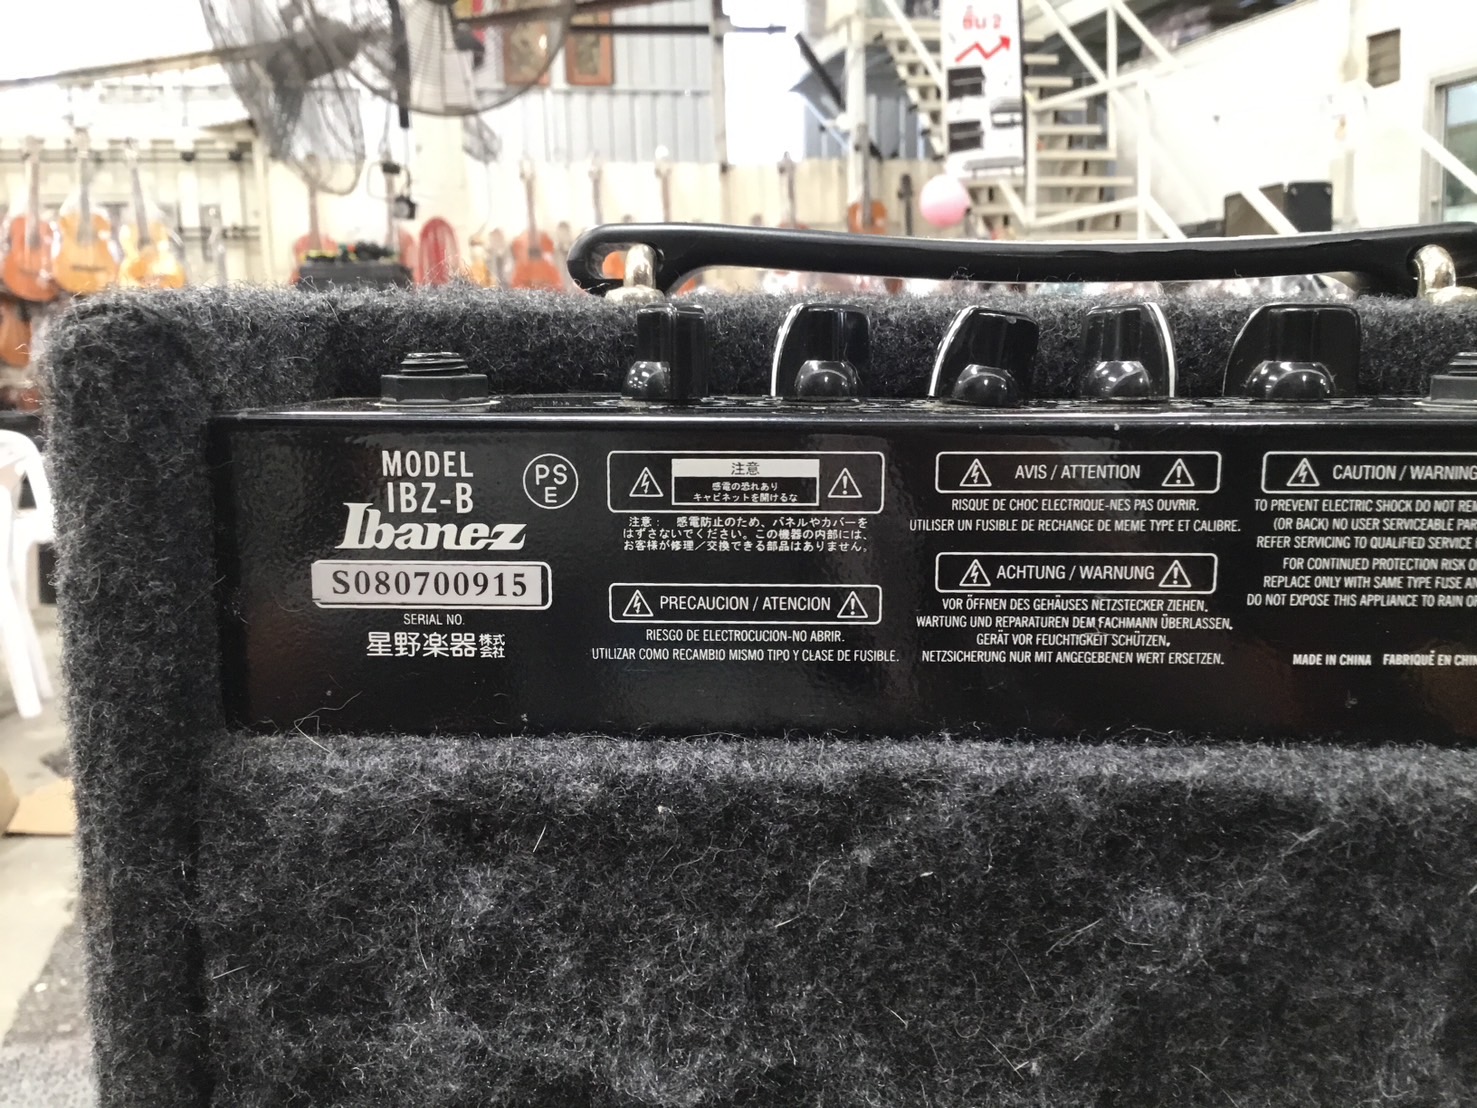 ชั้น 2
MODEL
IBZ-B
Ibanez
PS
E
S080700915
SERIAL NO.
星野楽器株式会社
注意
感電の恐れあり
キャビネットを開けるな
注意: 感電防止のため、パネルやカバーを
はずさないでください。この機器の内部には、
お客様が修理/交換できる部品はありません。
PRECAUCION / ATENCION
RIESGO DE ELECTROCUCION-NO ABRIR.
UTILIZAR COMO RECAMBIO MISMO TIPO Y CLASE DE FUSIBLE.
AVIS / ATTENTION
RISQUE DE CHOC ELECTRIQUE-NES PAS OUVRIR.
UTILISER UN FUSIBLE DE RECHANGE DE MEME TYPE ET CALIBRE.
ACHTUNG / WARNUNG
VOR ÖFFNEN DES GEHÄUSES NETZSTECKER ZIEHEN.
WARTUNG UND REPARATUREN DEM FACHMANN ÜBERLASSEN.
GERÄT VOR FEUCHTIGKEIT SCHÜTZEN.
NETZSICHERUNG NUR MIT ANGEGEBENEN WERT ERSETZEN.
CAUTION / WARNING
TO PREVENT ELECTRIC SHOCK DO NOT
(OR BACK) NO USER SERVICEABLE
REFER SERVICING TO QUALIFIED SERVICE
FOR CONTINUED PROTECTION RISK
REPLACE ONLY WITH SAME TYPE FUSE
DO NOT EXPOSE THIS APPLIANCE TO RAIN
MADE IN CHINA FABRIQUÉ EN